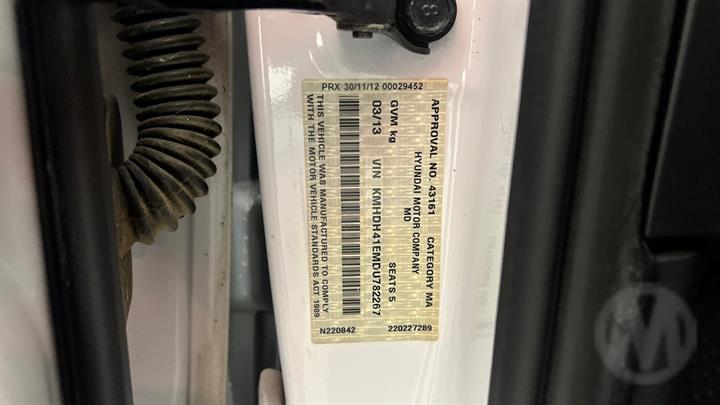 PRX 30/11/12 00029452
APPROVAL NO. 43161 CATEGORY MA
HYUNDAI MOTOR COMPANY
MD
GVM kg SEATS 5
03/13 VIN KMHDH41EMDU782267
THIS VEHICLE WAS MANUFACTURED TO COMPLY
WITH THE MOTOR VEHICLE STANDARDS ACT 1989
N220842 220227289
M